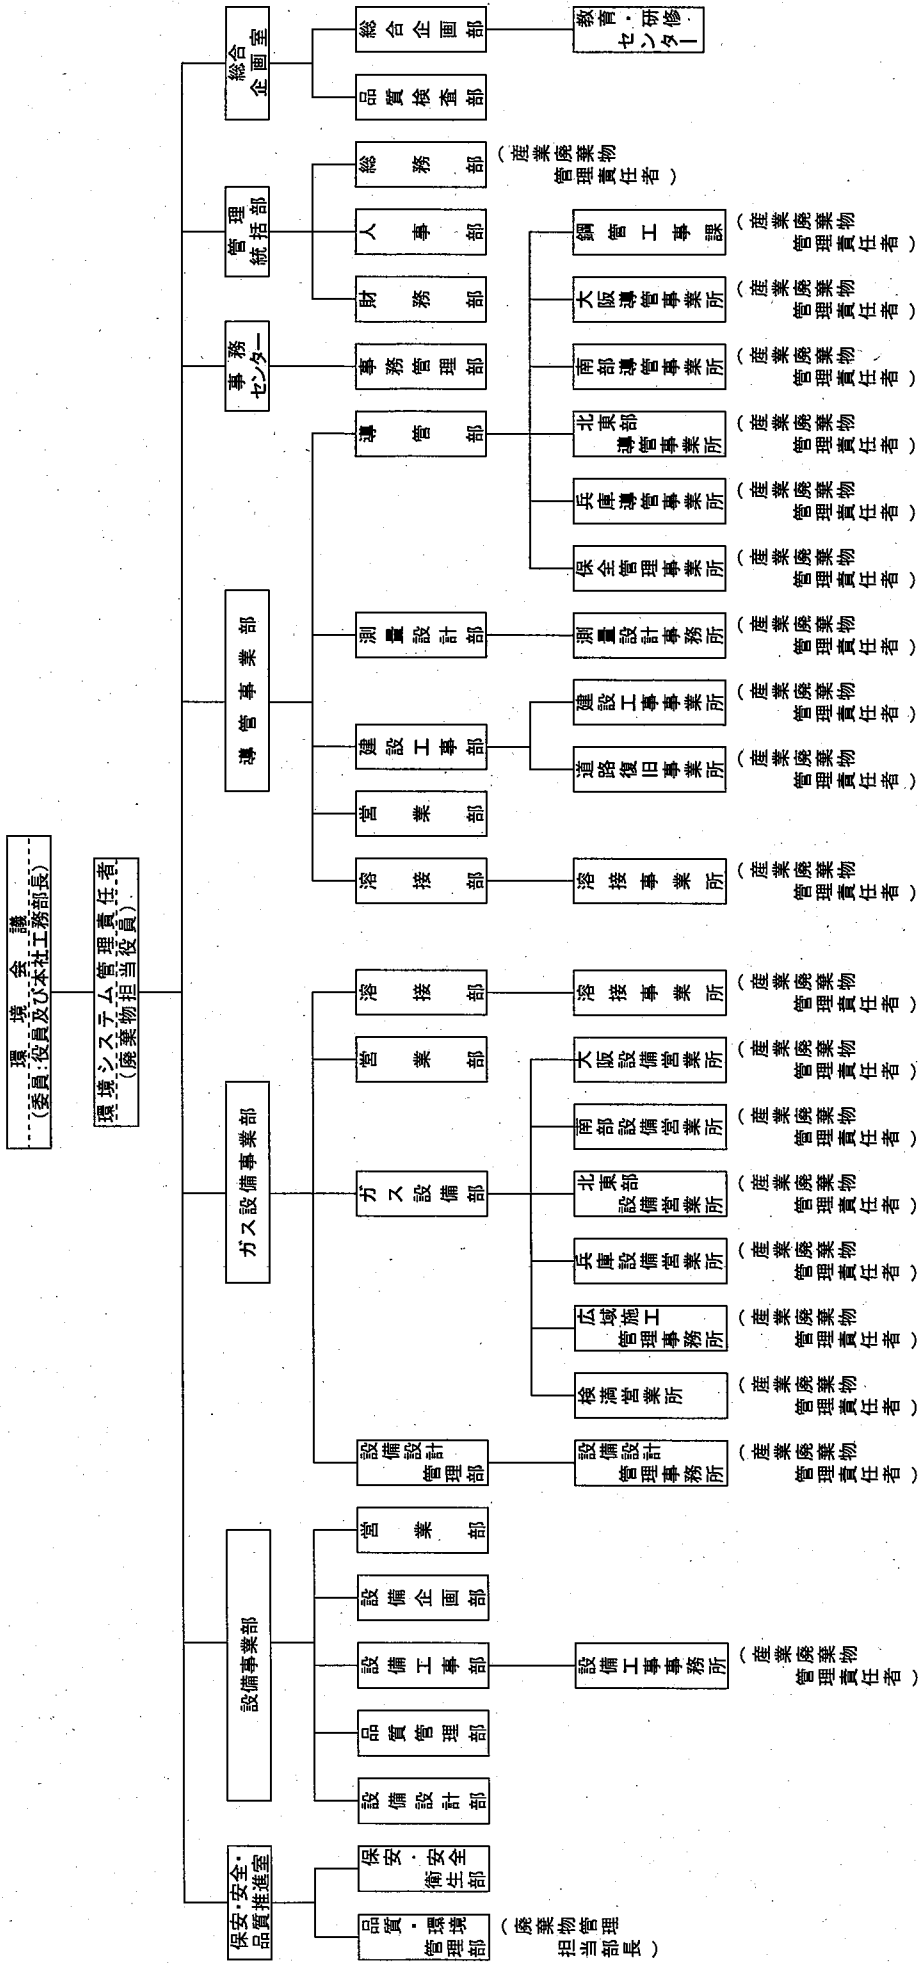 環境会議
(委員:役員及び本社工務部長)
環境システム管理責任者
(廃棄物担当役員)
保安・安全・
品質推進室
品質・環境
管理部
(廃棄物管理
担当部長)
保安・安全
衛生部
設備事業部
設備設計部
品質管理部
設備工事部
設備工事事務所
(産業廃棄物
管理責任者)
設備企画部
営業部
ガス設備事業部
設備設計
管理部
設備設計
管理事務所
(産業廃棄物
管理責任者)
ガス設備部
検満営業所
(産業廃棄物
管理責任者)
広域施工
管理事務所
(産業廃棄物
管理責任者)
兵庫設備営業所
(産業廃棄物
管理責任者)
北東部
設備営業所
(産業廃棄物
管理責任者)
南部設備営業所
(産業廃棄物
管理責任者)
大阪設備営業所
(産業廃棄物
管理責任者)
営業部
溶接部
溶接事業所
(産業廃棄物
管理責任者)
導管事業部
溶接部
溶接事業所
(産業廃棄物
管理責任者)
営業部
建設工事部
道路復旧事業所
(産業廃棄物
管理責任者)
建設工事事業所
(産業廃棄物
管理責任者)
測量設計部
測量設計事務所
(産業廃棄物
管理責任者)
導管部
保全管理事業所
(産業廃棄物
管理責任者)
兵庫導管事業所
(産業廃棄物
管理責任者)
北東部
導管事業所
(産業廃棄物
管理責任者)
南部導管事業所
(産業廃棄物
管理責任者)
大阪導管事業所
(産業廃棄物
管理責任者)
鋼管工事課
(産業廃棄物
管理責任者)
事務
センター
事務管理部
管理
統括部
財務部
人事部
総務部
(産業廃棄物
管理責任者)
総合
企画室
品質検査部
総合企画部
教育・研修
センター